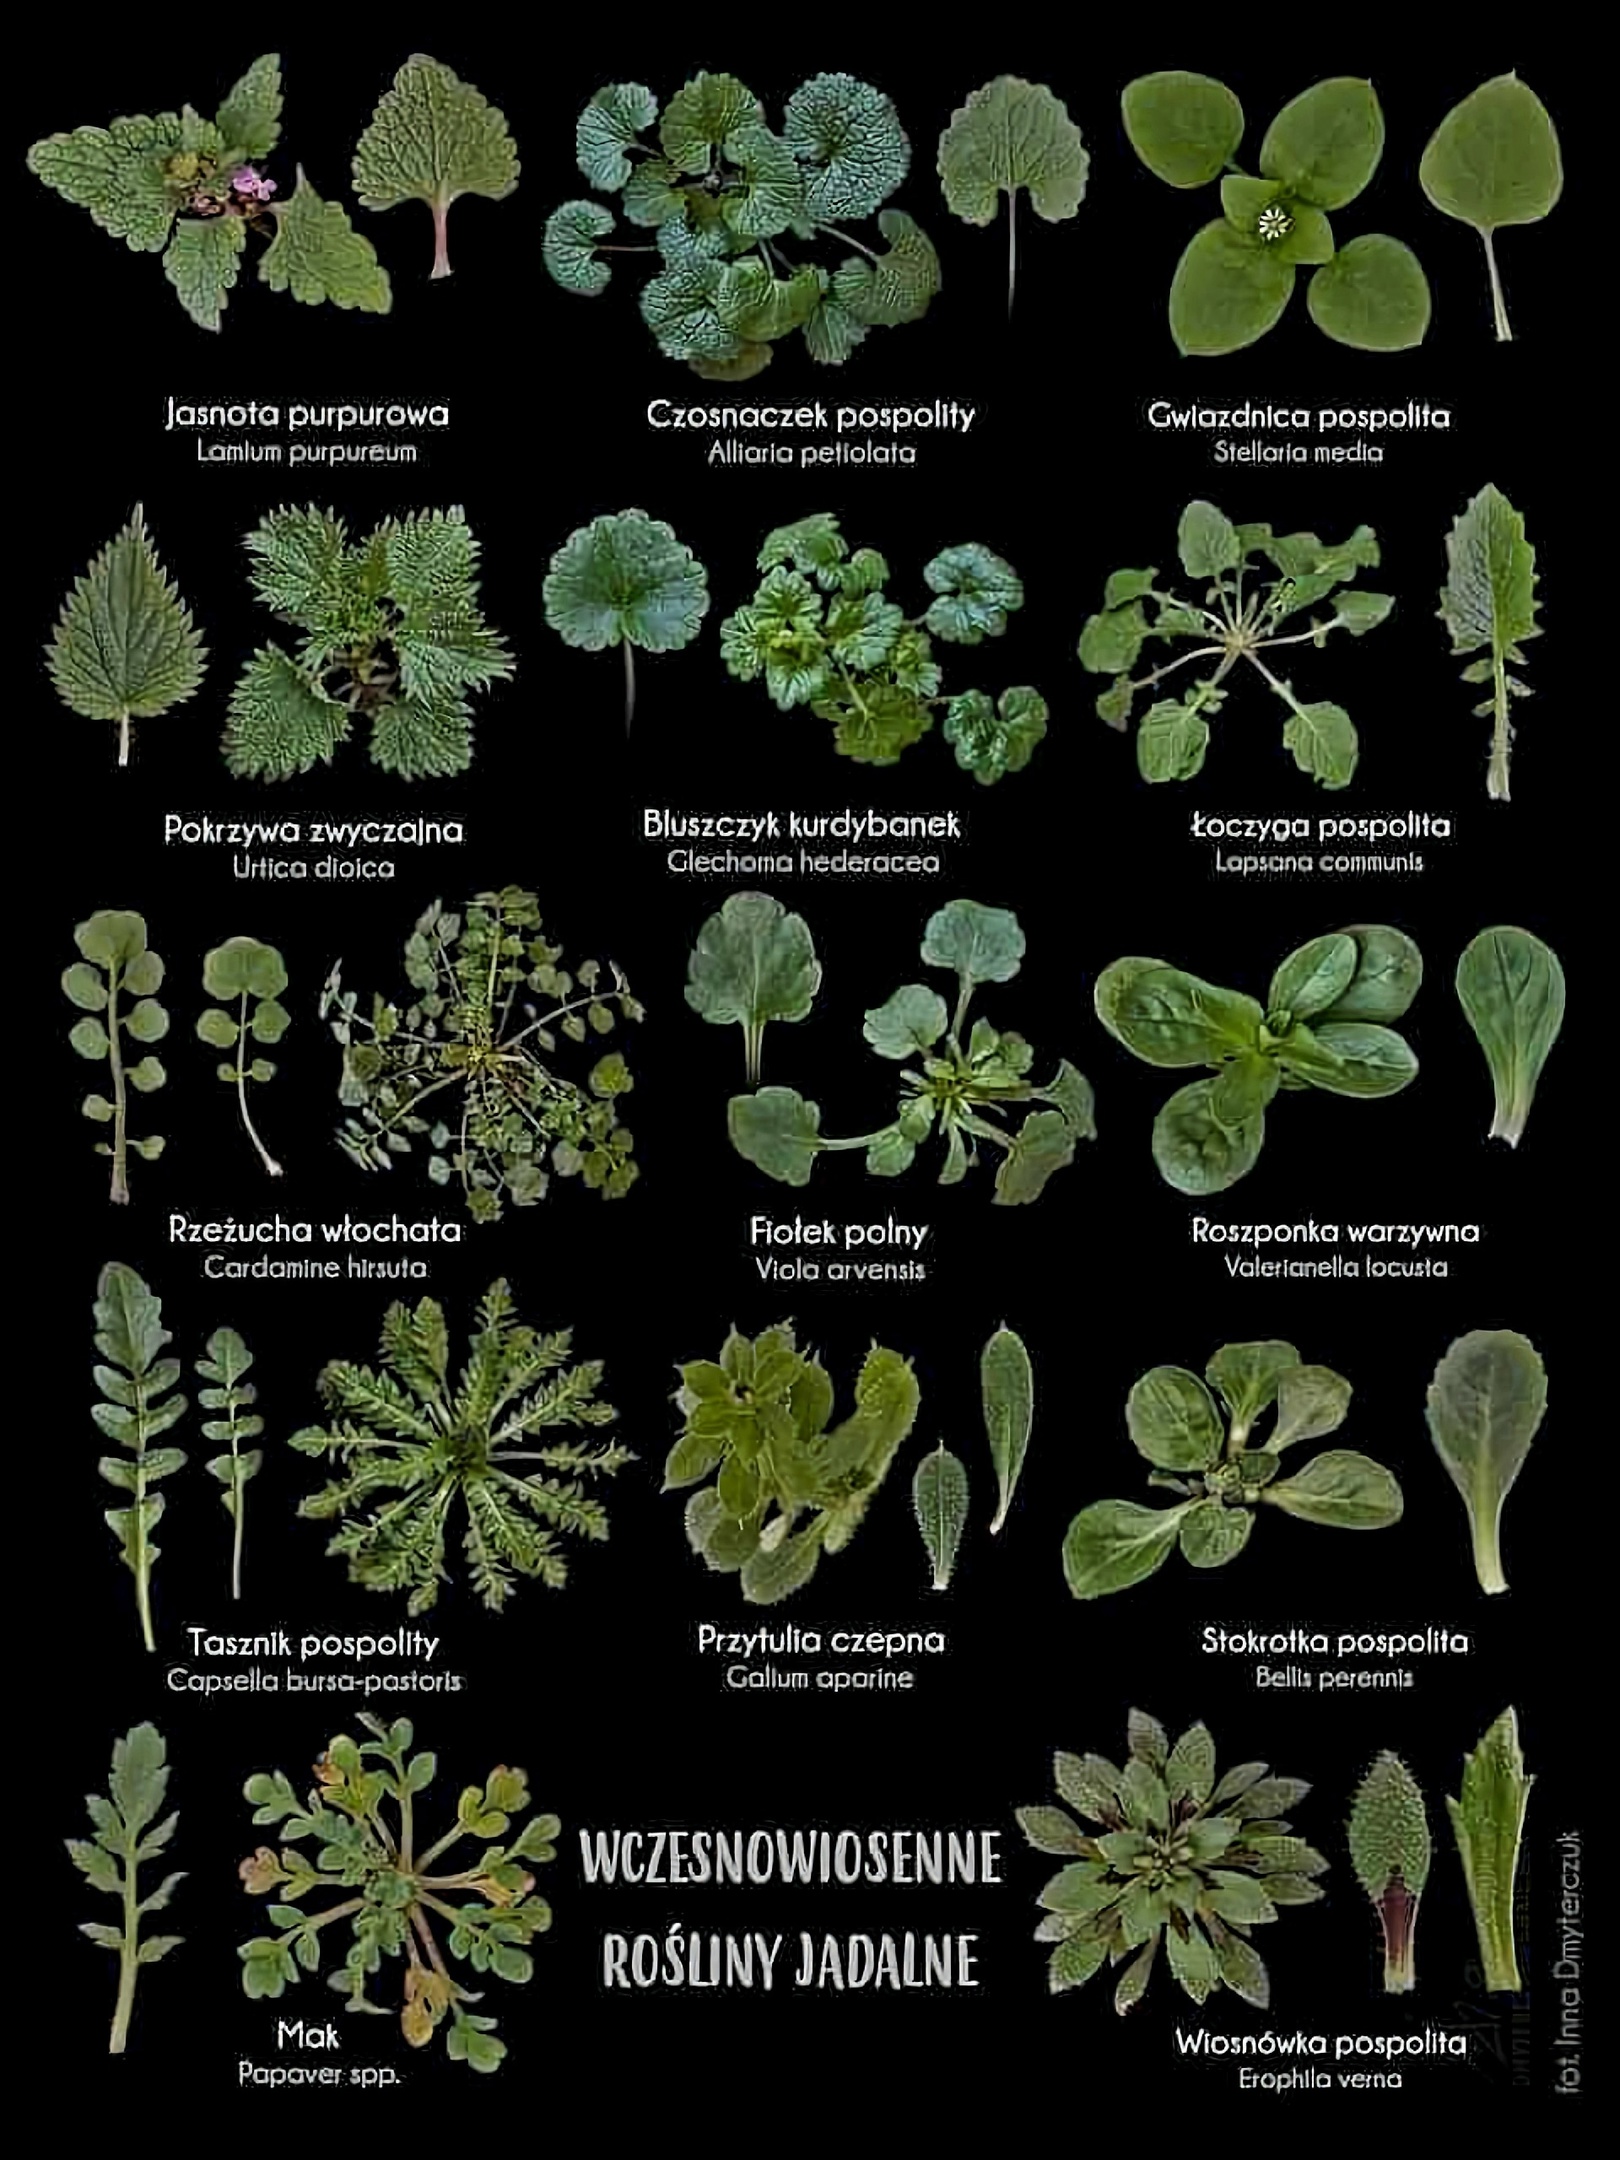 Jasnota purpurowa
Lamium purpureum
Czosnaczek pospolity
Alliaria petiolata
Gwiazdnica pospolita
Stellaria media
Pokrzywa zwyczajna
Urtica dioica
Bluszczyk kurdybanek
Glechoma hederacea
Łoczyga pospolita
Lapsana communis
Rzeżucha włochata
Cardamine hirsuta
Fiołek polny
Viola arvensis
Roszponka warzywna
Valerianella locusta
Tasznik pospolity
Capsella bursa-pastoris
Przytulia czepna
Galium aparine
Stokrotka pospolita
Bellis perennis
Mak
Papaver spp.
WCZESNOWIOSENNE
ROŚLINY JADALNE
Wiosnówka pospolita
Erophila verna
fot. Inna Dmyterczuk